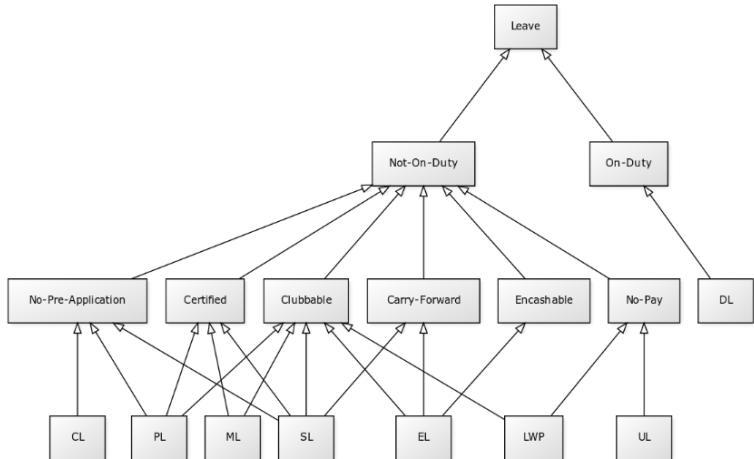 Leave
Not-On-Duty
On-Duty
No-Pre-Application
Certified
Clubbable
Carry-Forward
Encashable
No-Pay
DL
CL
PL
ML
SL
EL
LWP
UL